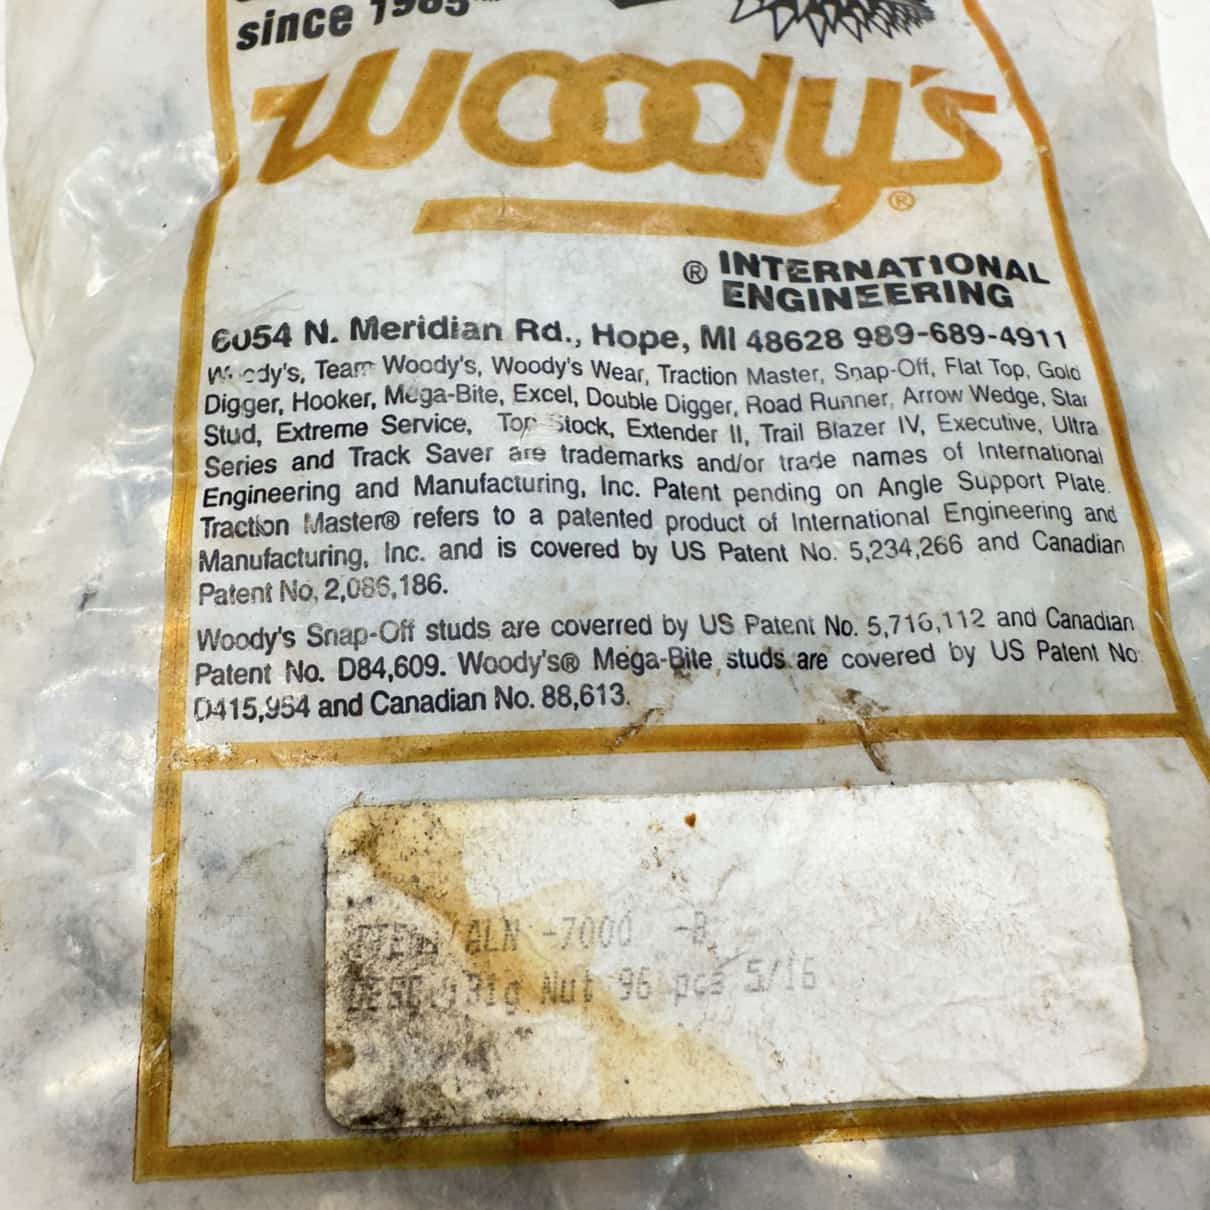 since 1985
Woody's
®
® INTERNATIONAL
ENGINEERING
6054 N. Meridian Rd., Hope, MI 48628 989-689-4911
Woody's, Team Woody's, Woody's Wear, Traction Master, Snap-Off, Flat Top, Gold
Digger, Hooker, Mega-Bite, Excel, Double Digger, Road Runner, Arrow Wedge, Star
Stud, Extreme Service, Top Stock, Extender II, Trail Blazer IV, Executive, Ultra
Series and Track Saver are trademarks and/or trade names of International
Engineering and Manufacturing, Inc. Patent pending on Angle Support Plate.
Traction Master® refers to a patented product of International Engineering and
Manufacturing, Inc. and is covered by US Patent No. 5,234,266 and Canadian
Patent No, 2,086,186.
Woody's Snap-Off studs are coverred by US Patent No. 5,716,112 and Canadian
Patent No. D84,609. Woody's® Mega-Bite studs are covered by US Patent No
D415,954 and Canadian No. 88,613.
ALN -7000 -B
DESC Big Nut 96 pcs 5/16